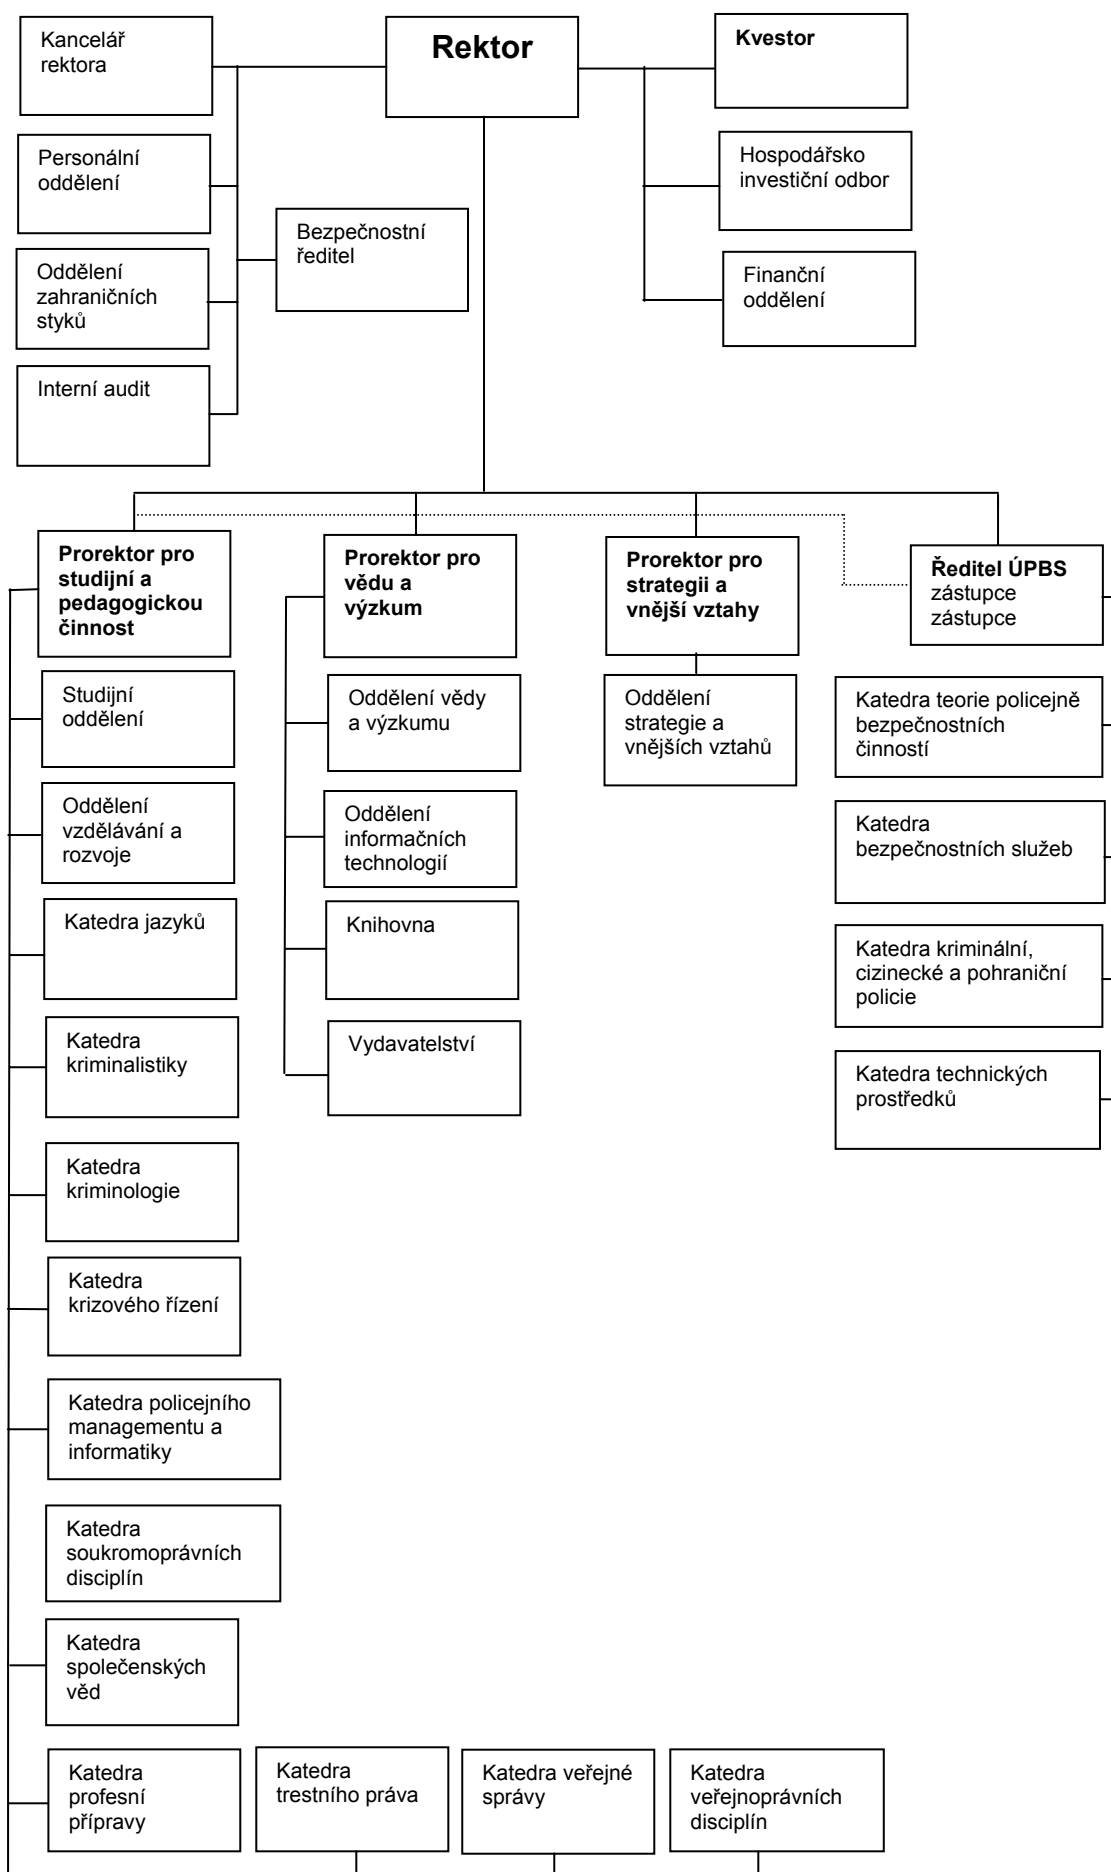 Kancelář
rektora
Rektor
Kvestor
Personální
oddělení
Hospodářsko
investiční odbor
Bezpečnostní
ředitel
Oddělení
zahraničních
styků
Finanční
oddělení
Interní audit
Prorektor pro
studijní a
pedagogickou
činnost
Prorektor pro
vědu a
výzkum
Prorektor pro
strategii a
vnější vztahy
Ředitel ÚPBS
zástupce
zástupce
Studijní
oddělení
Oddělení vědy
a výzkumu
Oddělení
strategie a
vnějších vztahů
Katedra teorie policejně
bezpečnostních
činností
Oddělení
vzdělávání a
rozvoje
Oddělení
informačních
technologií
Katedra
bezpečnostních služeb
Katedra jazyků
Knihovna
Katedra kriminální,
cizinecké a pohraniční
policie
Katedra
kriminalistiky
Vydavatelství
Katedra technických
prostředků
Katedra
kriminologie
Katedra
krizového řízení
Katedra policejního
managementu a
informatiky
Katedra
soukromoprávních
disciplín
Katedra
společenských
věd
Katedra
profesní
přípravy
Katedra
trestního práva
Katedra veřejné
správy
Katedra
veřejnoprávních
disciplín